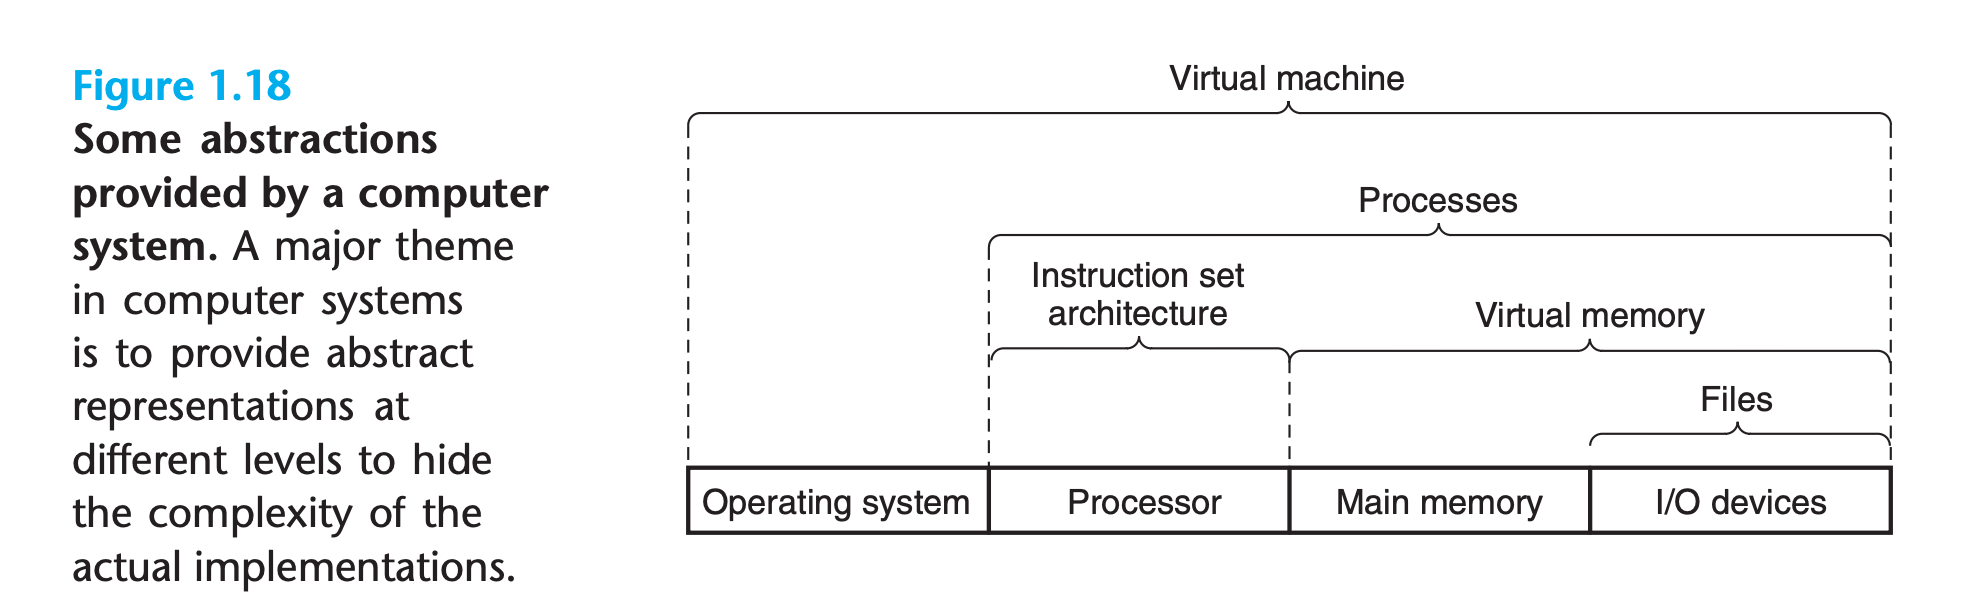 Figure 1.18
Some abstractions
provided by a computer
system. A major theme
in computer systems
is to provide abstract
representations at
different levels to hide
the complexity of the
actual implementations.
Virtual machine
Processes
Instruction set
architecture
Virtual memory
Files
Operating system
Processor
Main memory
I/O devices